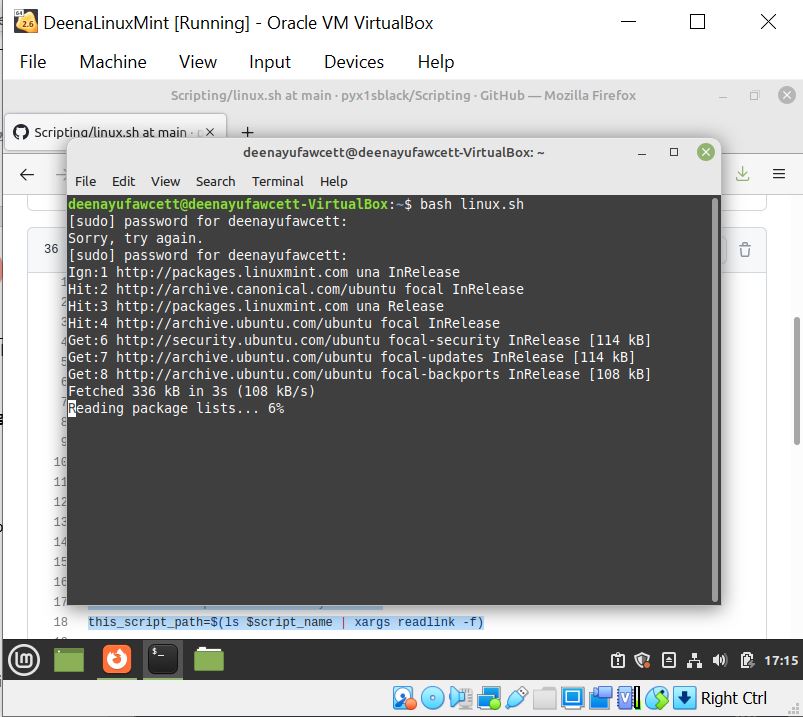 DeenaLinuxMint [Running] - Oracle VM VirtualBox
File Machine View Input Devices Help
Scripting/linux.sh at main · pyx1sblack/Scripting · GitHub — Mozilla Firefox
Scripting/linux.sh at main ·
deenayufawcett@deenayufawcett-VirtualBox: ~
File Edit View Search Terminal Help
deenayufawcett@deenayufawcett-VirtualBox:~$ bash linux.sh
[sudo] password for deenayufawcett:
Sorry, try again.
[sudo] password for deenayufawcett:
Ign:1 http://packages.linuxmint.com una InRelease
Hit:2 http://archive.canonical.com/ubuntu focal InRelease
Hit:3 http://packages.linuxmint.com una Release
Hit:4 http://archive.ubuntu.com/ubuntu focal InRelease
Get:6 http://security.ubuntu.com/ubuntu focal-security InRelease [114 kB]
Get:7 http://archive.ubuntu.com/ubuntu focal-updates InRelease [114 kB]
Get:8 http://archive.ubuntu.com/ubuntu focal-backports InRelease [108 kB]
Fetched 336 kB in 3s (108 kB/s)
Reading package lists... 6%
36
10
11
12
13
14
15
16
17
18 this_script_path=$(ls $script_name | xargs readlink -f)
17:15
Right Ctrl